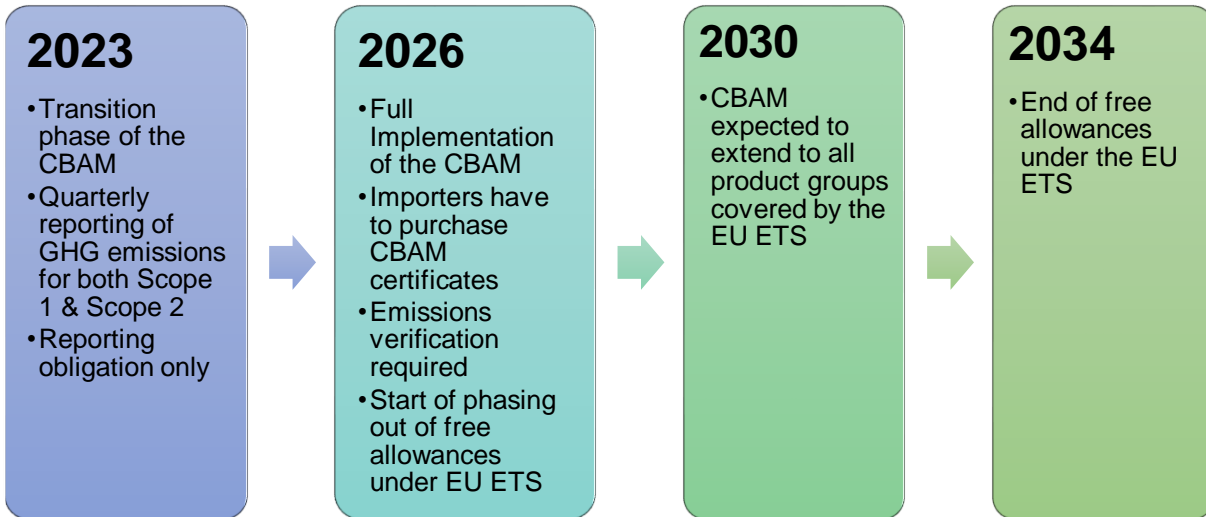 2023
•Transition
phase of the
CBAM
•Quarterly
reporting of
GHG emissions
for both Scope
1 & Scope 2
•Reporting
obligation only
2026
•Full
Implementation
of the CBAM
•Importers have
to purchase
CBAM
certificates
•Emissions
verification
required
•Start of phasing
out of free
allowances
under EU ETS
2030
•CBAM
expected to
extend to all
product groups
covered by the
EU ETS
2034
•End of free
allowances
under the EU
ETS